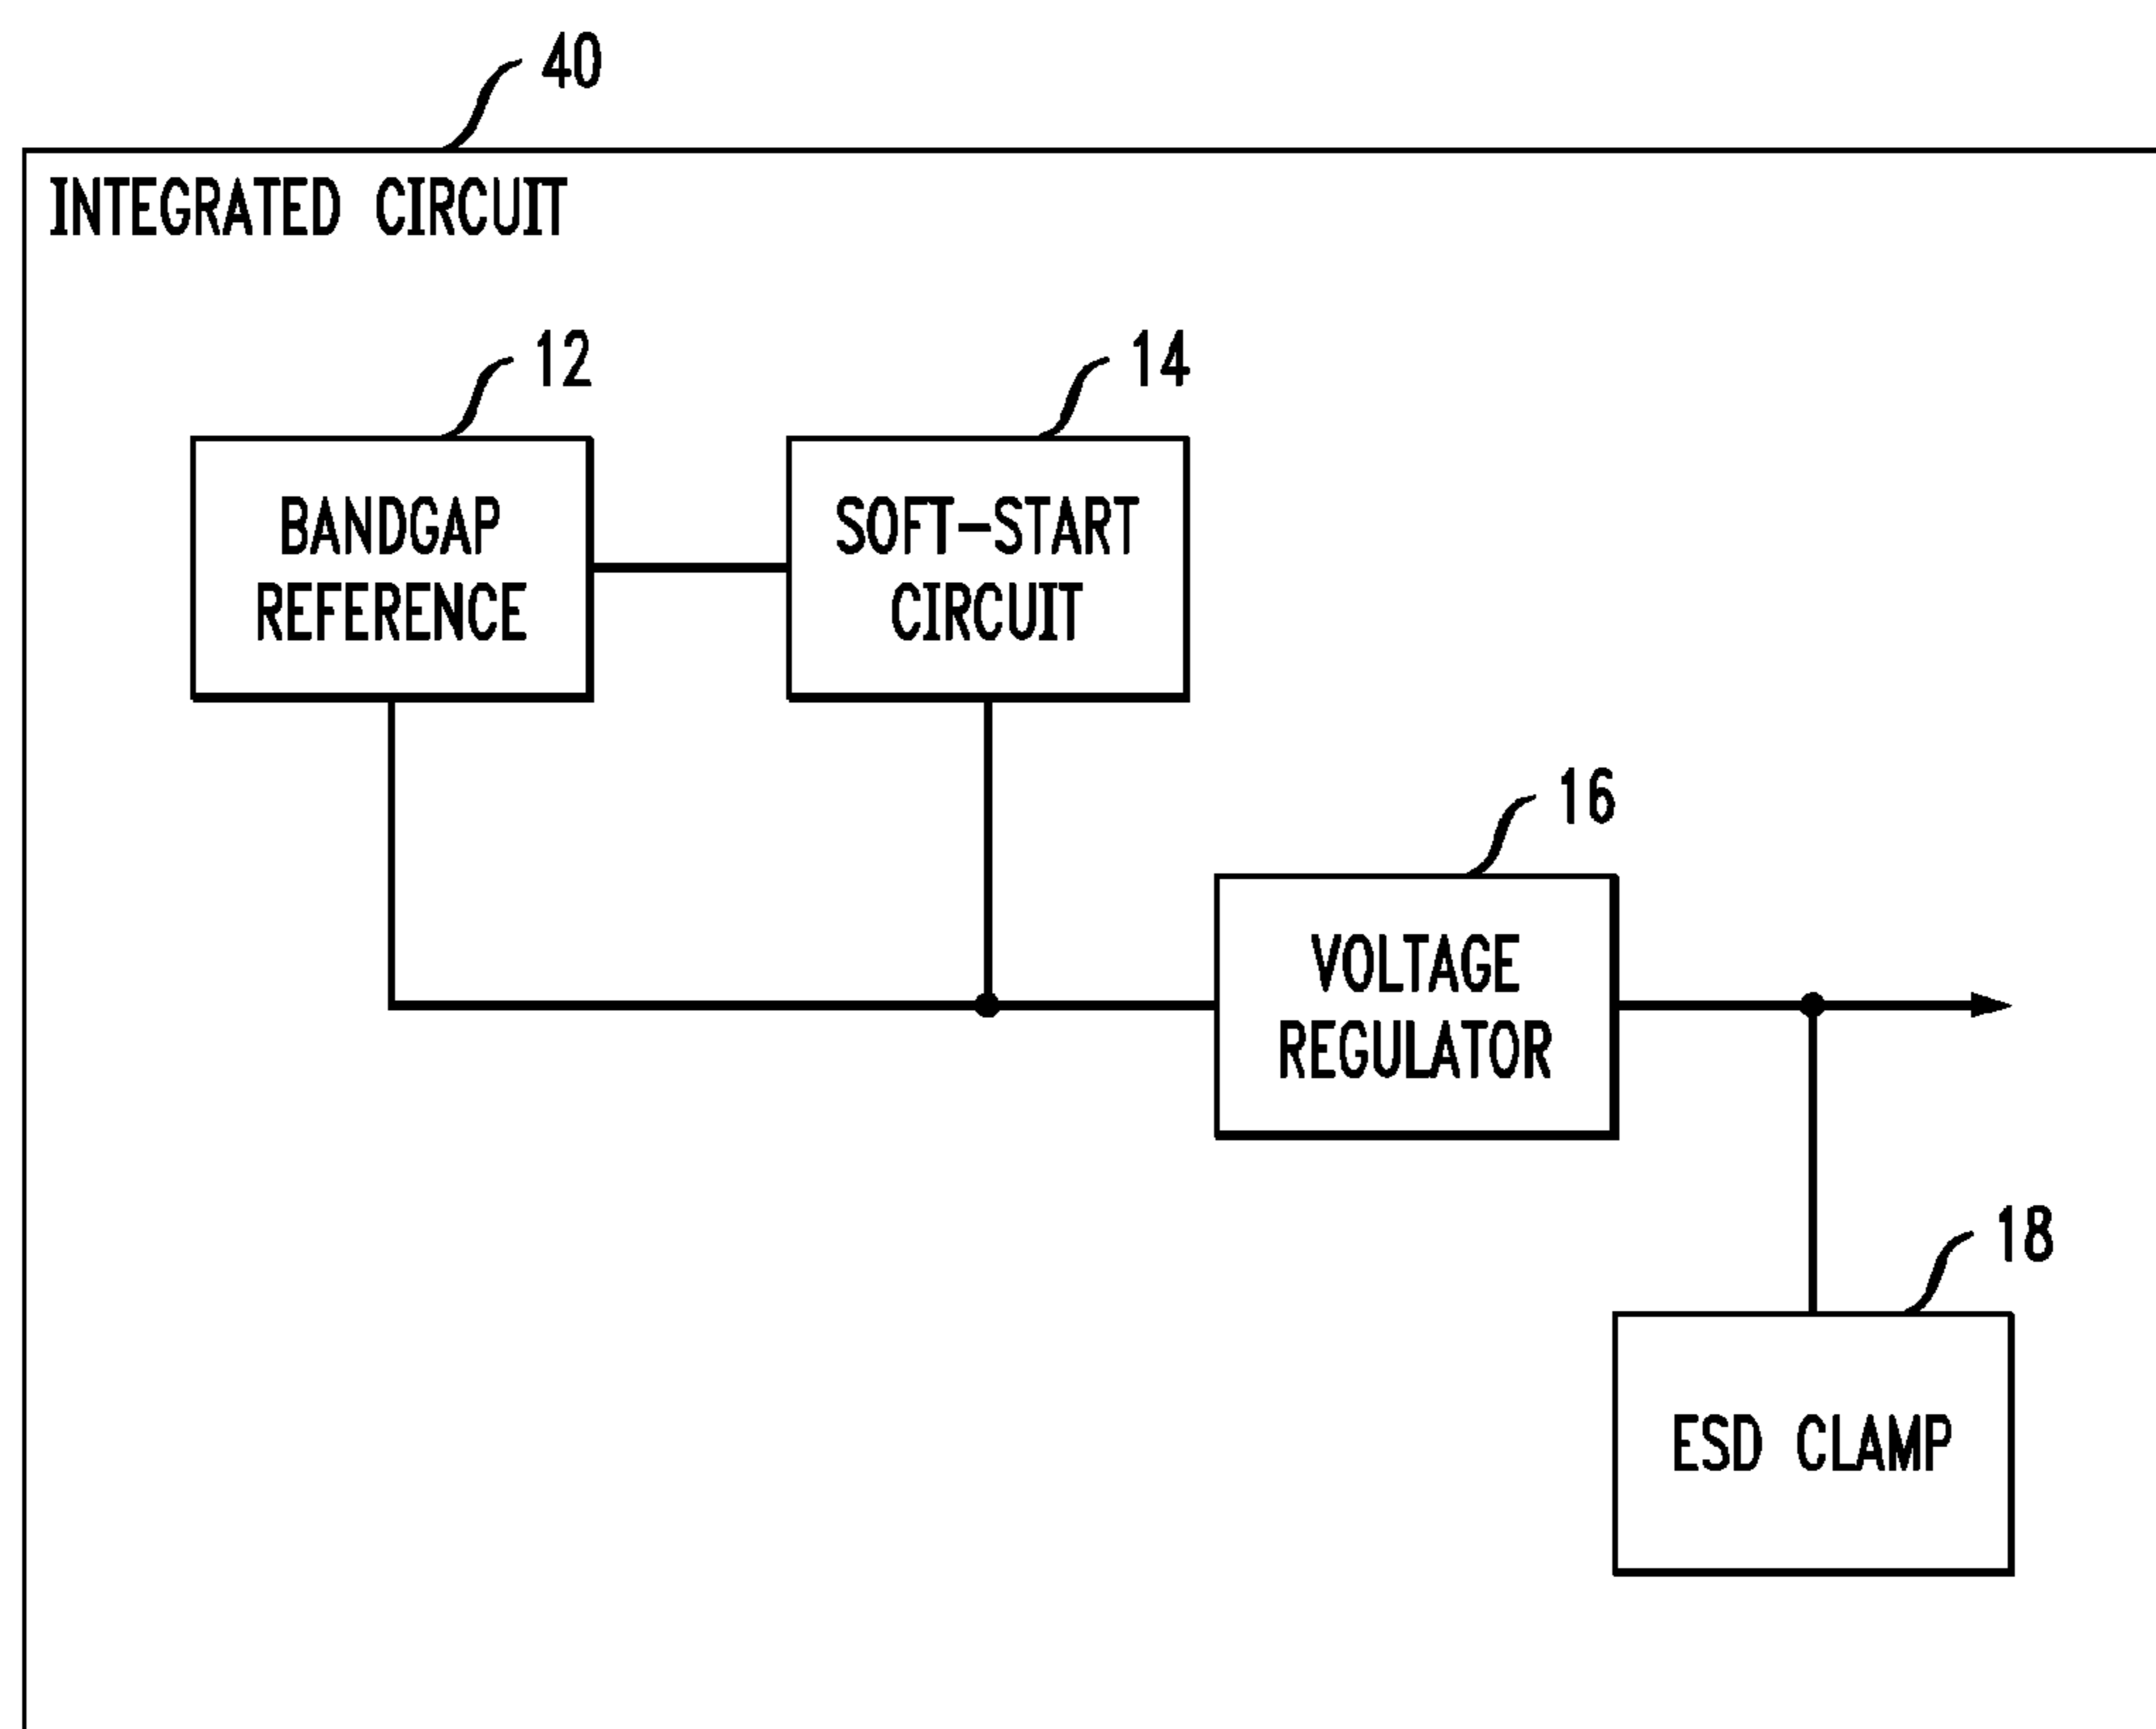 40
INTEGRATED CIRCUIT
12
14
BANDGAP
REFERENCE
SOFT-START
CIRCUIT
16
VOLTAGE
REGULATOR
18
ESD CLAMP